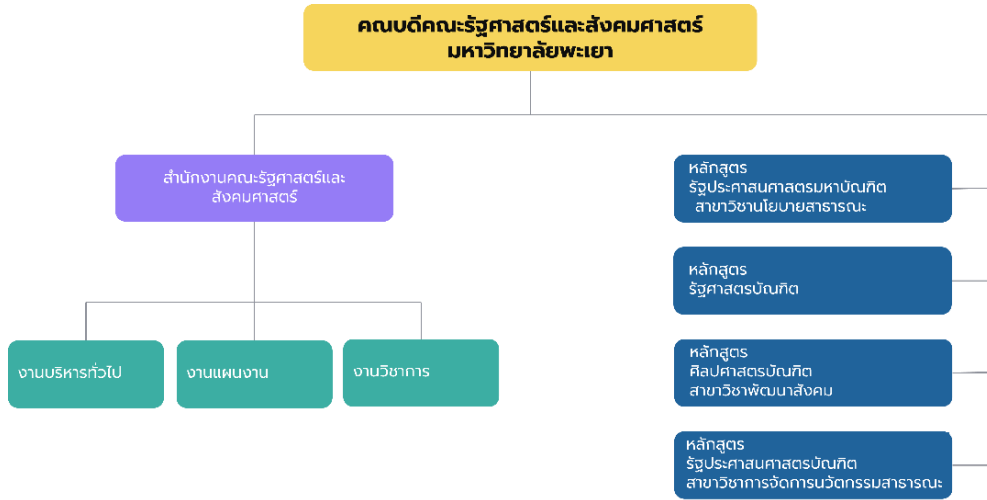 คณบดีคณะรัฐศาสตร์และสังคมศาสตร์
มหาวิทยาลัยพะเยา
สำนักงานคณะรัฐศาสตร์และ
สังคมศาสตร์
งานบริหารทั่วไป
งานแผนงาน
งานวิชาการ
หลักสูตร
รัฐประศาสนศาสตรมหาบัณฑิต
สาขาวิชานโยบายสาธารณะ
หลักสูตร
รัฐศาสตรบัณฑิต
หลักสูตร
ศิลปศาสตรบัณฑิต
สาขาวิชาพัฒนาสังคม
หลักสูตร
รัฐประศาสนศาสตรบัณฑิต
สาขาวิชาการจัดการนวัตกรรมสาธารณะ